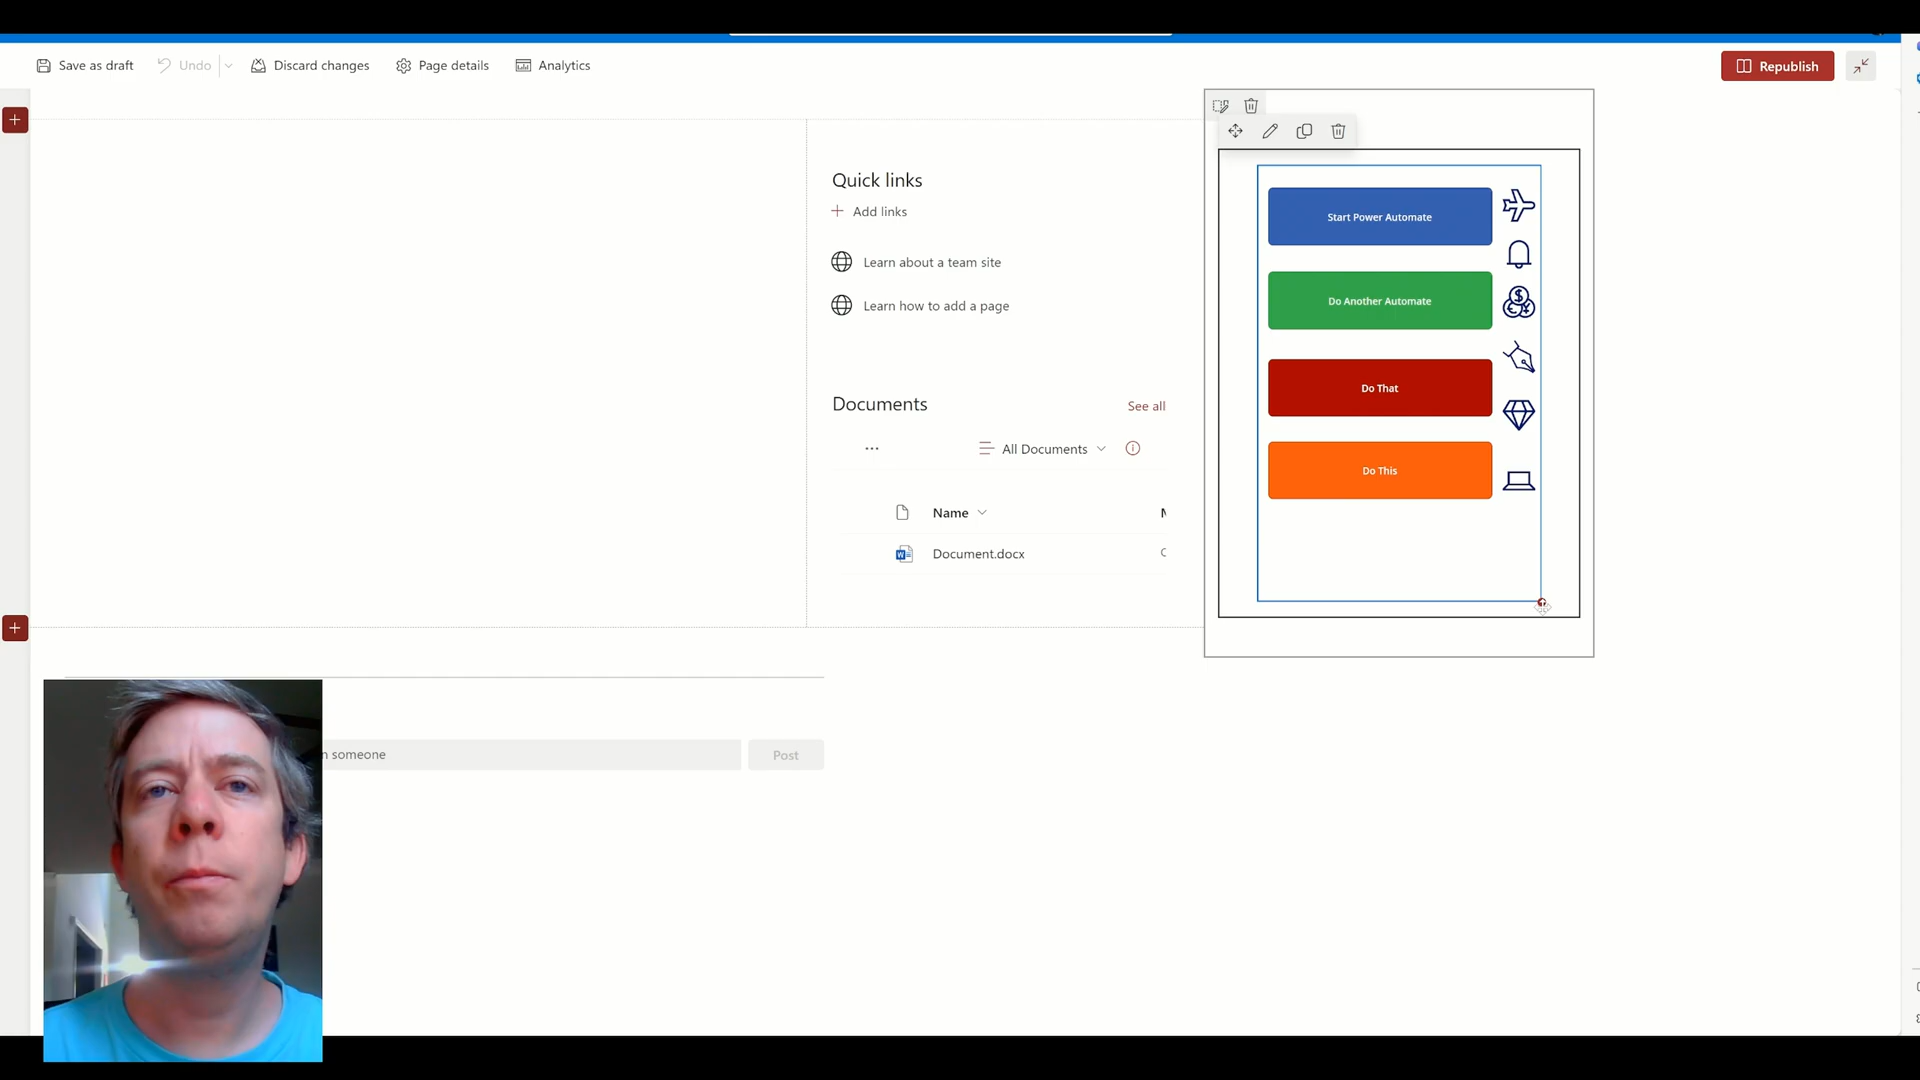 Save as draft
Undo
Discard changes
Page details
Analytics
Republish
Quick links
Add links
Learn about a team site
Learn how to add a page
Documents
See all
All Documents
Name
Document.docx
Start Power Automate
Do Another Automate
Do That
Do This
someone
Post